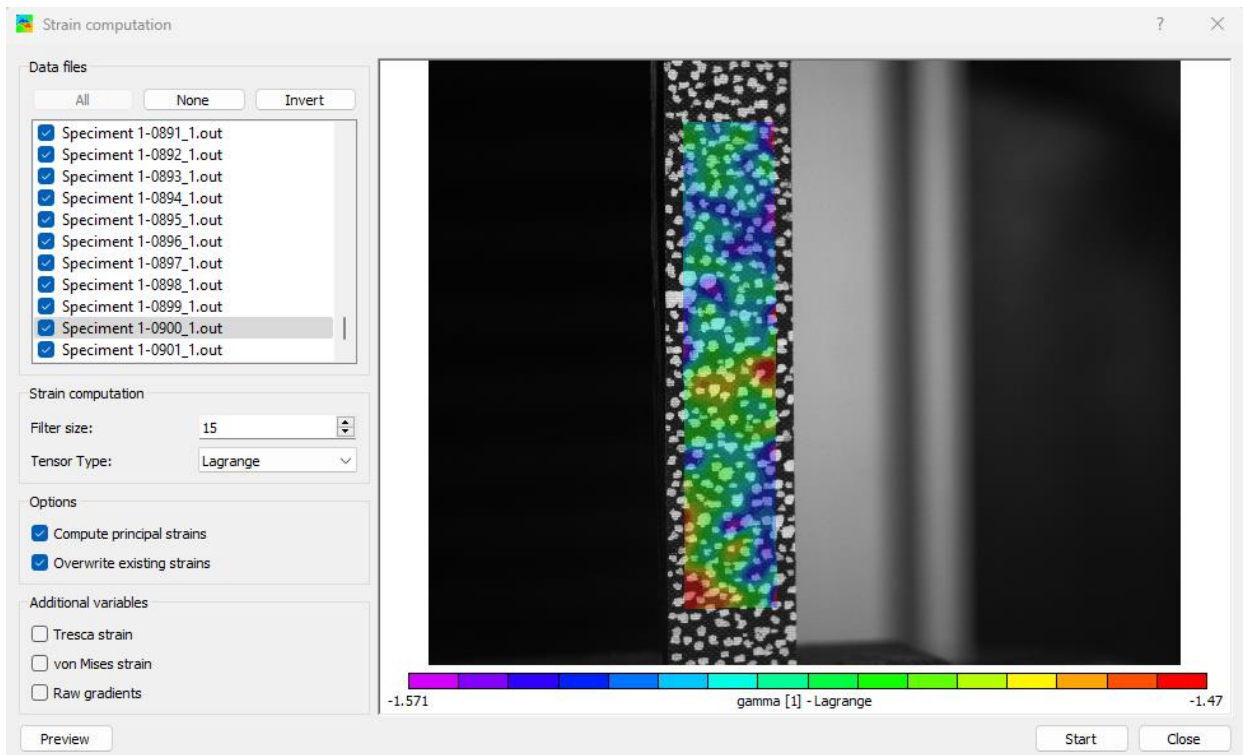 Strain computation
?
Data files
All None Invert
Speciment 1-0891_1.out
Speciment 1-0892_1.out
Speciment 1-0893_1.out
Speciment 1-0894_1.out
Speciment 1-0895_1.out
Speciment 1-0896_1.out
Speciment 1-0897_1.out
Speciment 1-0898_1.out
Speciment 1-0899_1.out
Speciment 1-0900_1.out
Speciment 1-0901_1.out
Strain computation
Filter size: 15
Tensor Type: Lagrange
Options
Compute principal strains
Overwrite existing strains
Additional variables
Tresca strain
von Mises strain
Raw gradients
-1.571 gamma [1] - Lagrange -1.47
Preview Start Close